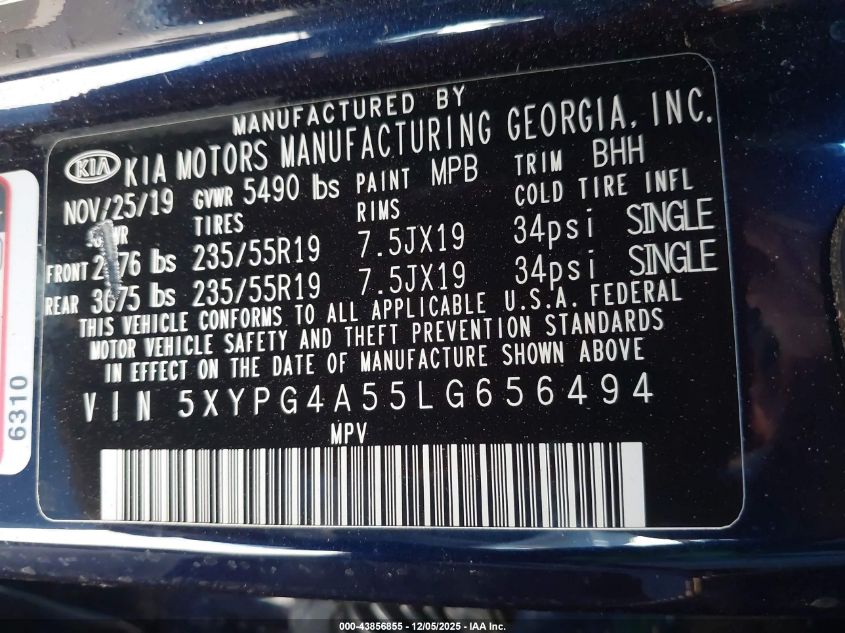 MANUFACTURED BY
KIA KIA MOTORS MANUFACTURING GEORGIA, INC.
NOV/25/19 GVWR 5490 lbs PAINT MPB TRIM BHH
TIRES RIMS COLD TIRE INFL
FRONT lbs 235/55R19 7.5JX19 34psi SINGLE
REAR lbs 235/55R19 7.5JX19 34psi SINGLE
THIS VEHICLE CONFORMS TO ALL APPLICABLE U.S.A. FEDERAL
MOTOR VEHICLE SAFETY AND THEFT PREVENTION STANDARDS
IN EFFECT ON THE DATE OF MANUFACTURE SHOWN ABOVE
VIN 5XYPG4A55LG656494
MPV
6310
000-43856855 - 12/05/2025 - IAA Inc.